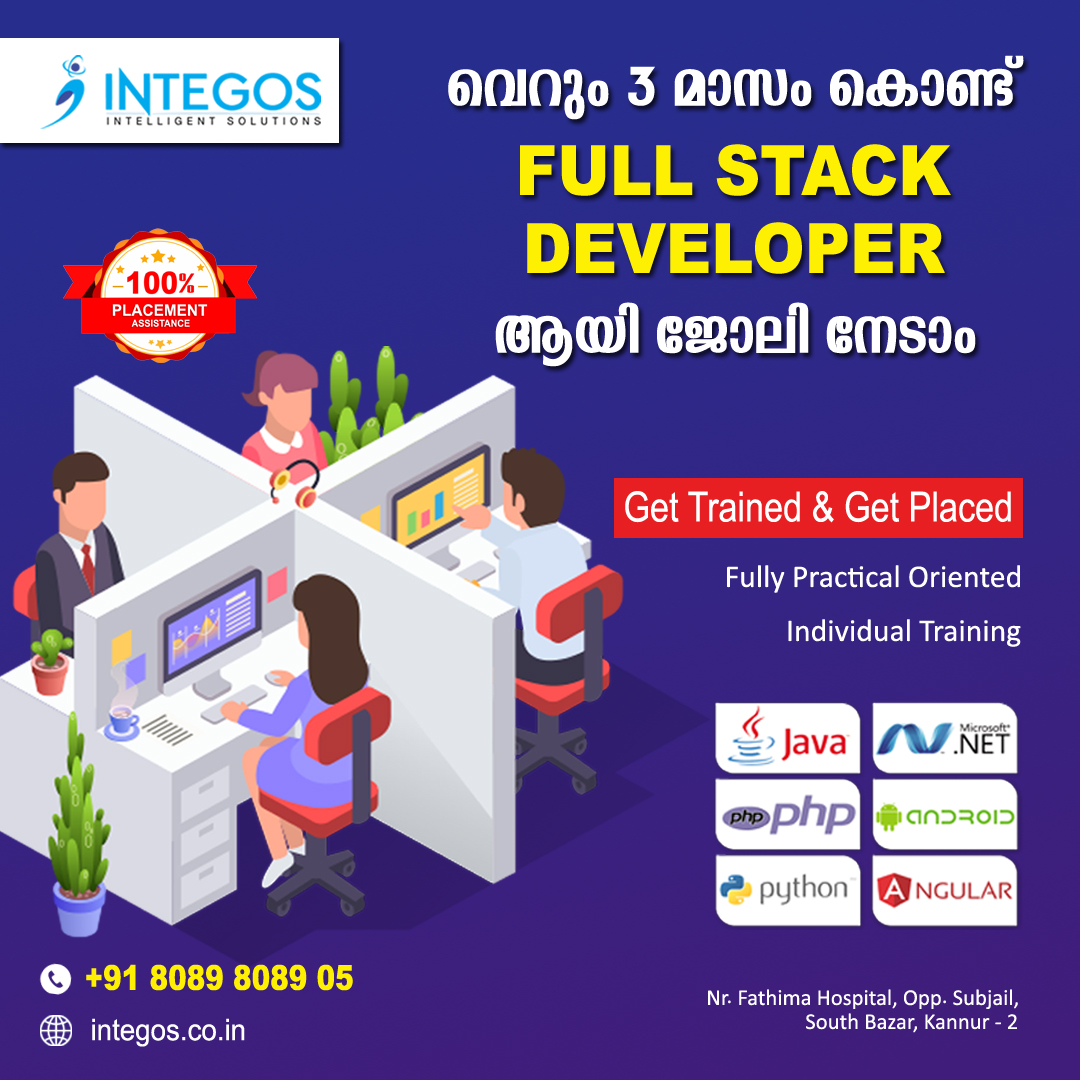 INTEGOS
INTELLIGENT SOLUTIONS
വെറും 3 മാസം കൊണ്ട്
FULL STACK
DEVELOPER
ആയി ജോലി നേടാം
100%
PLACEMENT
ASSISTANCE
Get Trained & Get Placed
Fully Practical Oriented
Individual Training
Java
Microsoft
.NET
php php
ANDROID
python
ANGULAR
+91 8089 8089 05
integos.co.in
Nr. Fathima Hospital, Opp. Subjail,
South Bazar, Kannur - 2